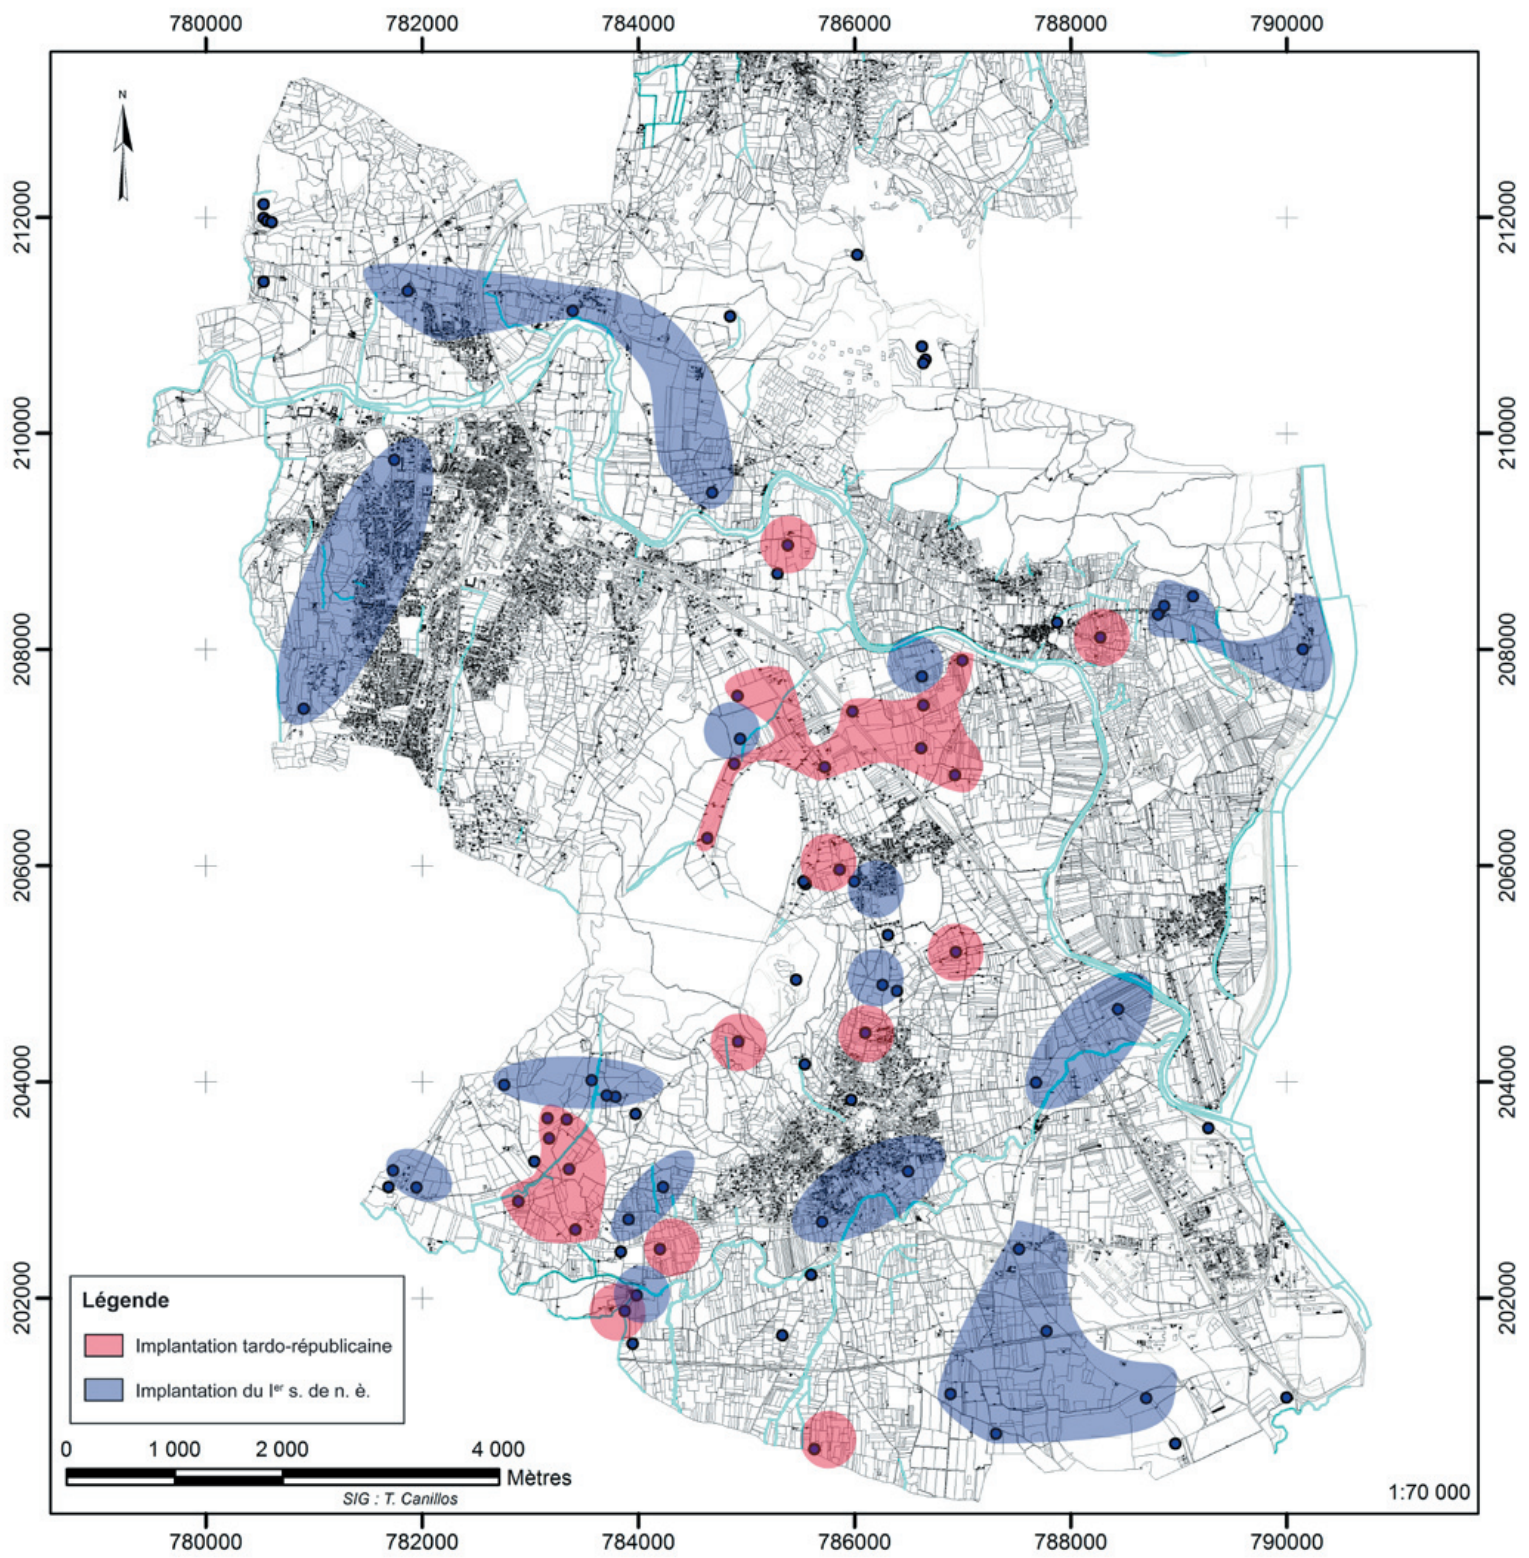 780000 782000 784000 786000 788000 790000
N
212000 212000
210000 210000
208000 208000
206000 206000
204000 204000
202000 202000
Légende
Implantation tardo-républicaine
Implantation du Iᵉʳ s. de n. è.
0 1 000 2 000 4 000
Mètres
SIG : T. Canillos
1:70 000
780000 782000 784000 786000 788000 790000